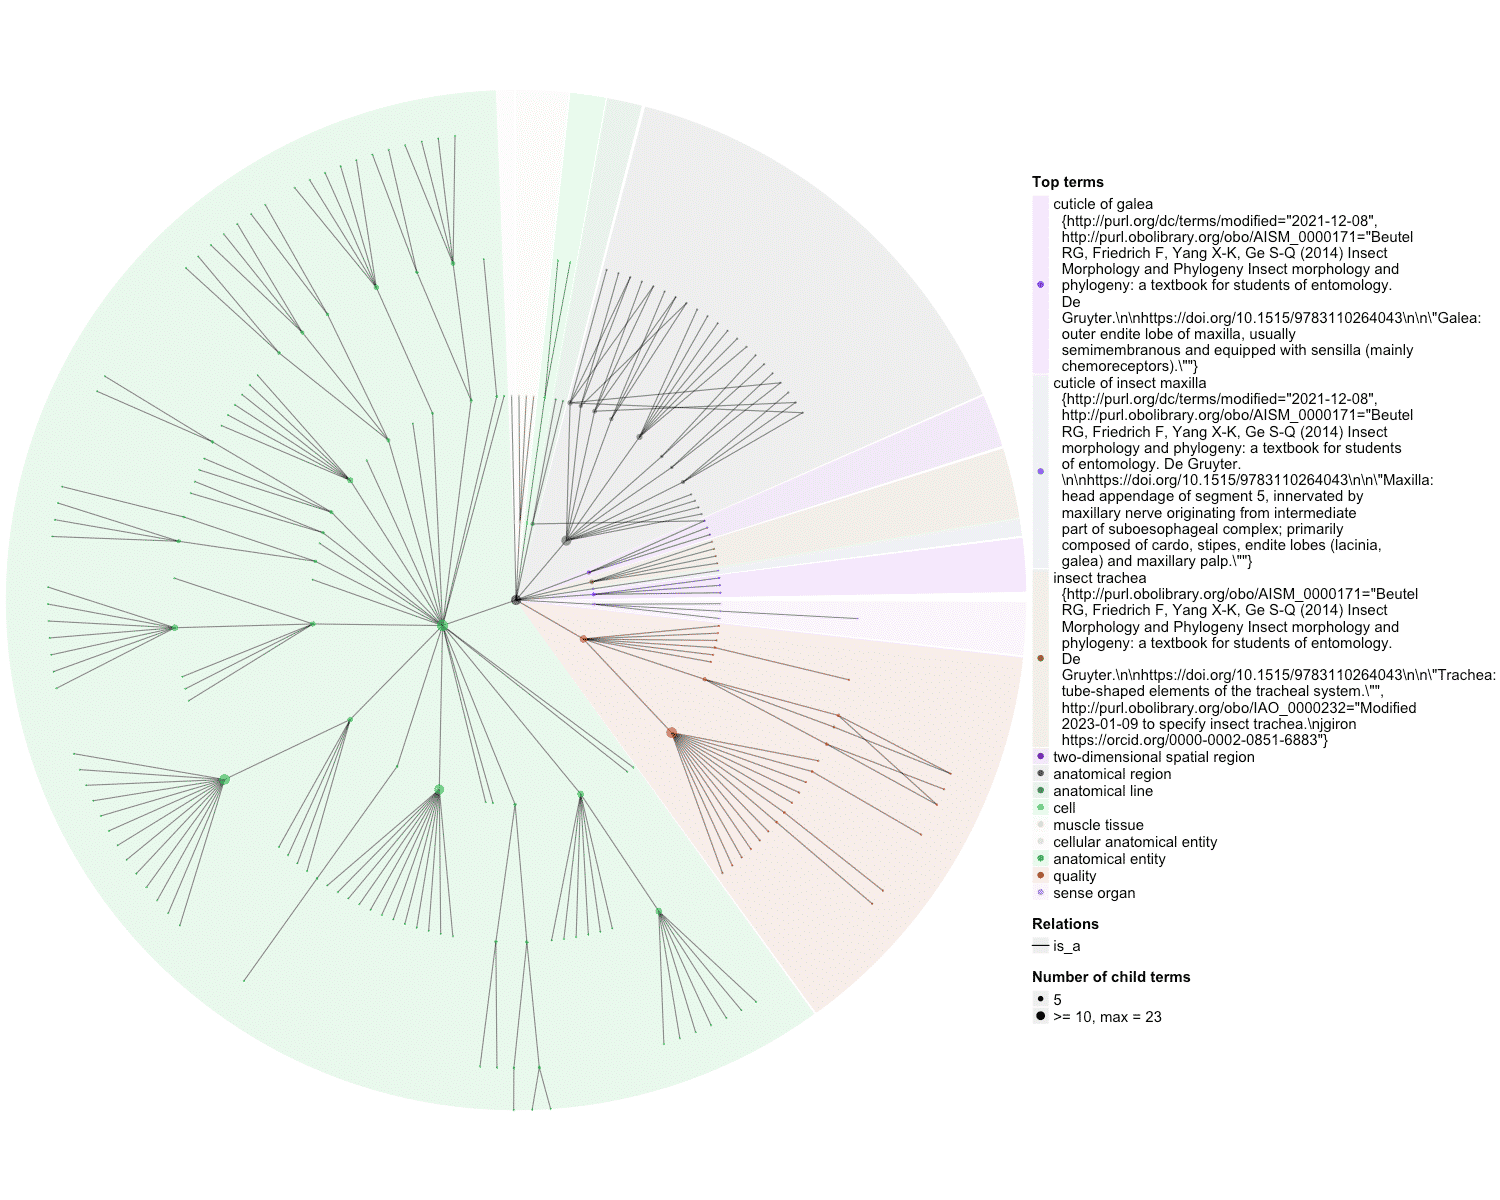 Top terms
cuticle of galea
{http://purl.org/dc/terms/modified="2021-12-08",
http://purl.obolibrary.org/obo/AISM_0000171="Beutel
RG, Friedrich F, Yang X-K, Ge S-Q (2014) Insect
Morphology and Phylogeny Insect morphology and
phylogeny: a textbook for students of entomology.
De
Gruyter.\n\nhttps://doi.org/10.1515/9783110264043\n\n\"Galea:
outer endite lobe of maxilla, usually
semimembranous and equipped with sensilla (mainly
chemoreceptors).\""}
cuticle of insect maxilla
{http://purl.org/dc/terms/modified="2021-12-08",
http://purl.obolibrary.org/obo/AISM_0000171="Beutel
RG, Friedrich F, Yang X-K, Ge S-Q (2014) Insect
morphology and phylogeny: a textbook for students
of entomology. De Gruyter.
\n\nhttps://doi.org/10.1515/9783110264043\n\n\"Maxilla:
head appendage of segment 5, innervated by
maxillary nerve originating from intermediate
part of suboesophageal complex; primarily
composed of cardo, stipes, endite lobes (lacinia,
galea) and maxillary palp.\""}
insect trachea
{http://purl.obolibrary.org/obo/AISM_0000171="Beutel
RG, Friedrich F, Yang X-K, Ge S-Q (2014) Insect
Morphology and Phylogeny Insect morphology and
phylogeny: a textbook for students of entomology.
De
Gruyter.\n\nhttps://doi.org/10.1515/9783110264043\n\n\"Trachea:
tube-shaped elements of the tracheal system.\"",
http://purl.obolibrary.org/obo/IAO_0000232="Modified
2023-01-09 to specify insect trachea.\njgiron
https://orcid.org/0000-0002-0851-6883"}
two-dimensional spatial region
anatomical region
anatomical line
cell
muscle tissue
cellular anatomical entity
anatomical entity
quality
sense organ
Relations
is_a
Number of child terms
5
>= 10, max = 23